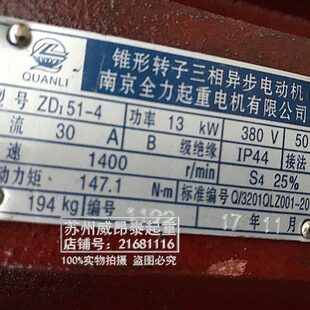 QUANLI
锥形转子三相异步电动机
南京全力起重电机有限公司
型号 ZD₁51-4 功率 13 kW 380 V 50
流 30 A B 级绝缘 IP44 接法
速 1400 r/min S4 25%
动力矩 147.1 N·m 标准编号 Q/3201QLZ001-20
194 kg 编号 17 年 11 月
苏州威昂泰起重
店铺号:21681116
100%实物拍摄 盗图必究